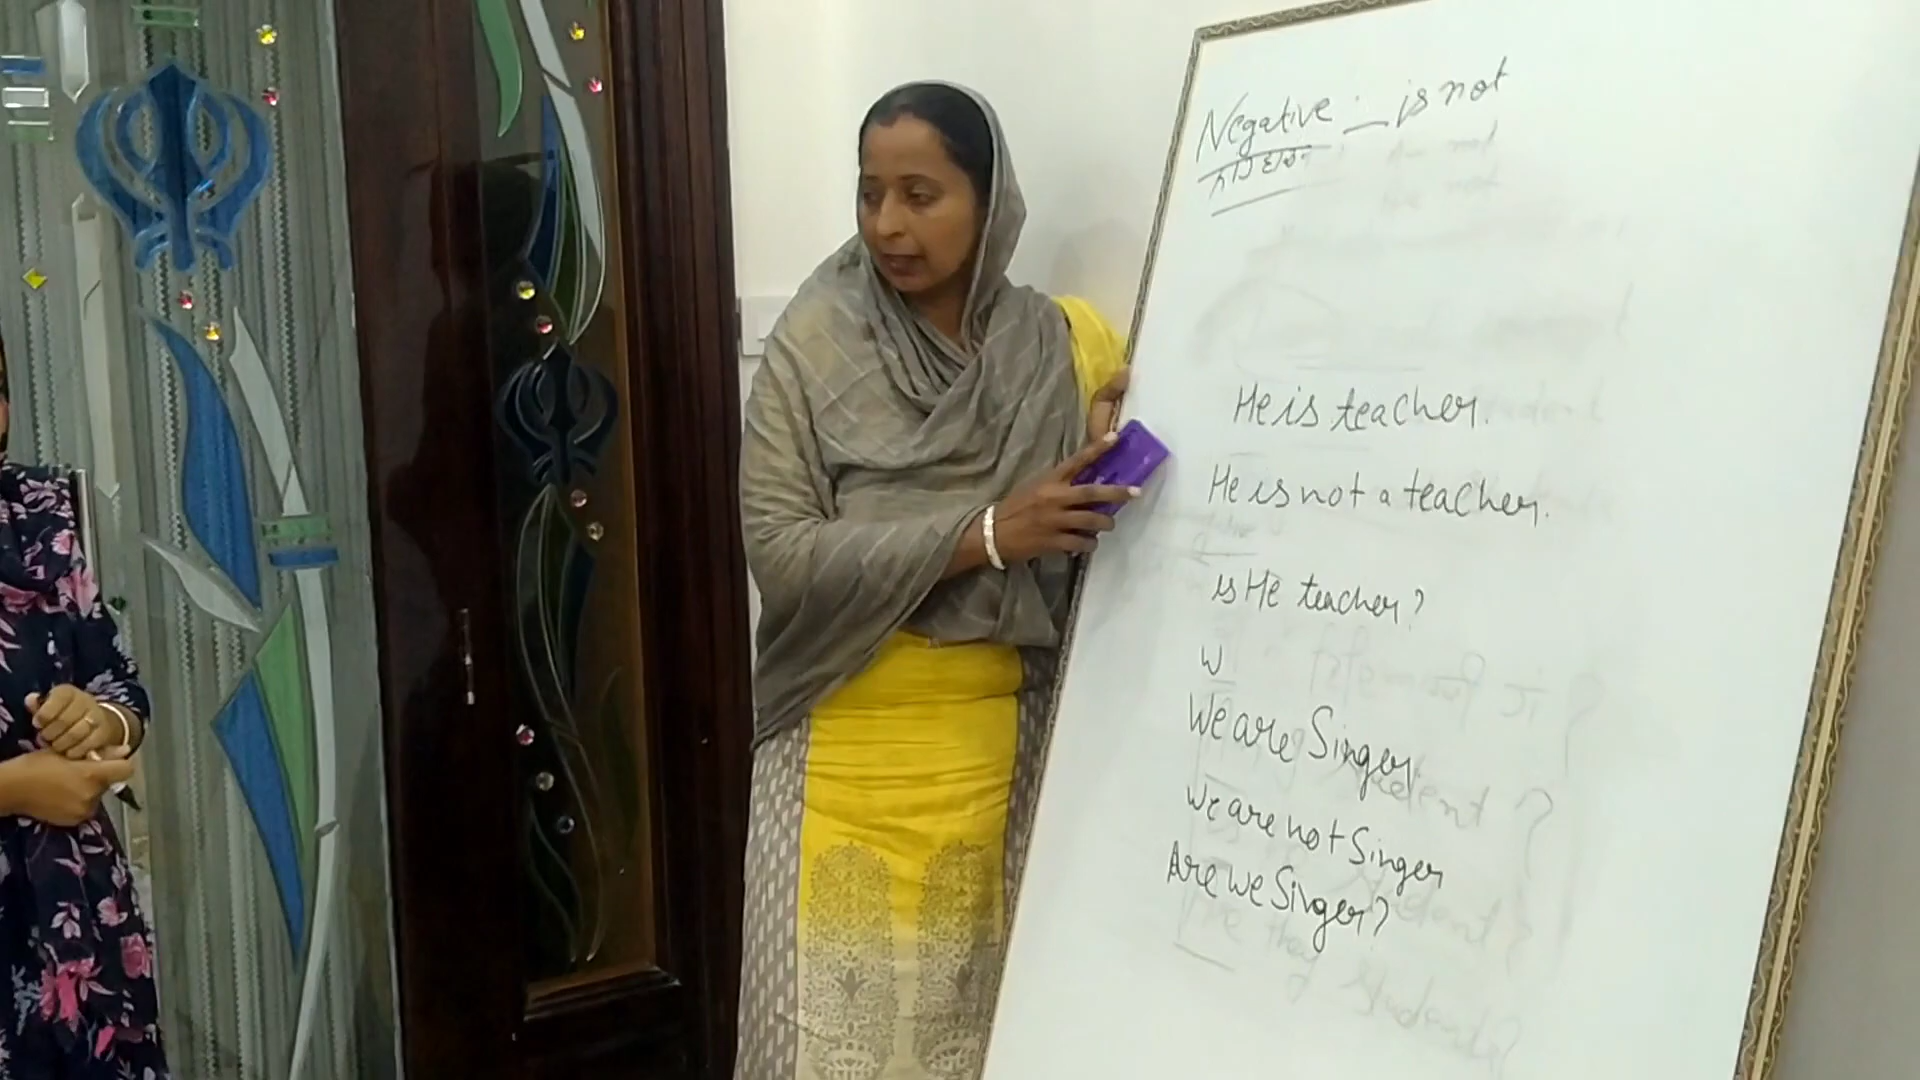 Negative :— is not
He is teacher.
He is not a teacher.
is He teacher?
W
We are Singer
We are not Singer
Are we Singer?